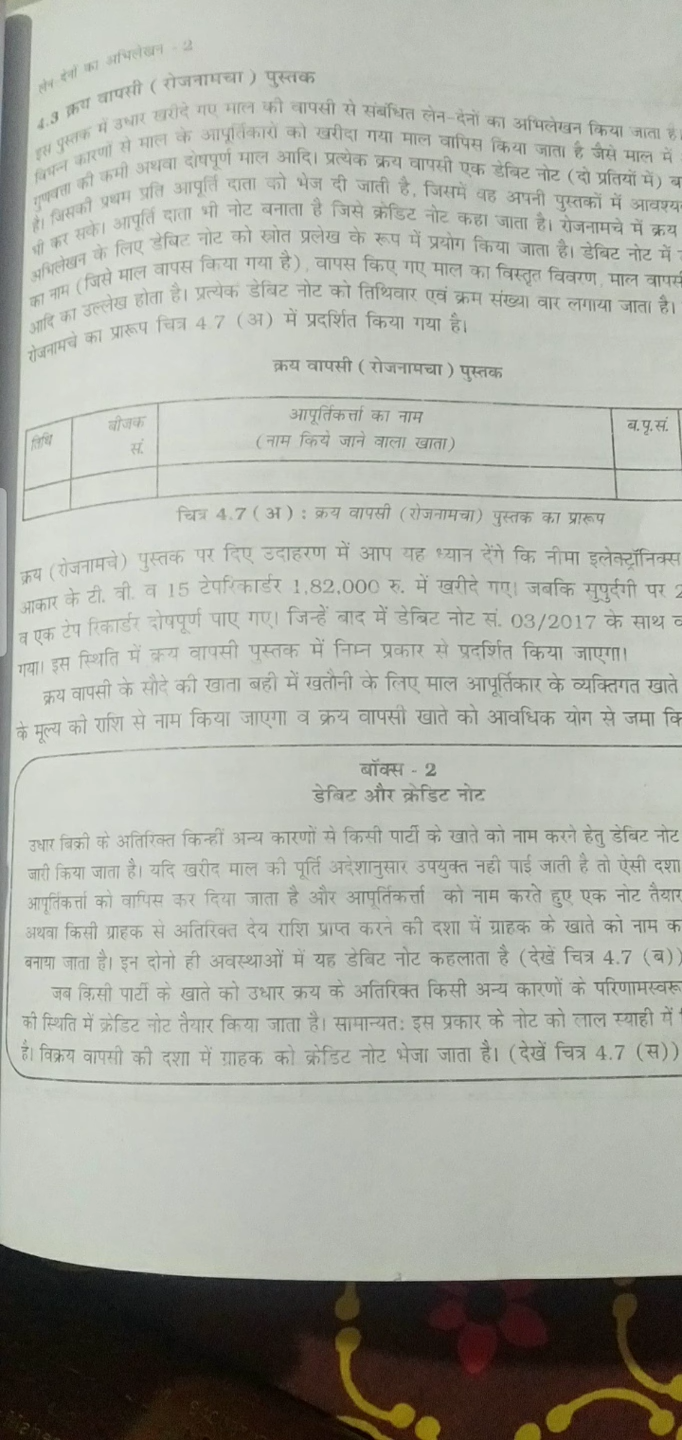 लेन-देनों का अभिलेखन - 2
4.3 क्रय वापसी (रोजनामचा) पुस्तक
इस पुस्तक में उधार खरीदे गए माल की वापसी से संबंधित लेन-देनों का अभिलेखन किया जाता है।
विभिन्न कारणों से माल के आपूर्तिकारों को खरीदा गया माल वापिस किया जाता है जैसे माल में
गुणवत्ता की कमी अथवा दोषपूर्ण माल आदि। प्रत्येक क्रय वापसी एक डेबिट नोट (दो प्रतियों में) ब
है। जिसकी प्रथम प्रति आपूर्ति दाता को भेज दी जाती है, जिसमें वह अपनी पुस्तकों में आवश्य
भी कर सके। आपूर्ति दाता भी नोट बनाता है जिसे क्रेडिट नोट कहा जाता है। रोजनामचे में क्रय
अभिलेखन के लिए डेबिट नोट को स्रोत प्रलेख के रूप में प्रयोग किया जाता है। डेबिट नोट में
का नाम (जिसे माल वापस किया गया है), वापस किए गए माल का विस्तृत विवरण, माल वापस
आदि का उल्लेख होता है। प्रत्येक डेबिट नोट को तिथिवार एवं क्रम संख्या वार लगाया जाता है।
रोजनामचे का प्रारूप चित्र 4.7 (अ) में प्रदर्शित किया गया है।
क्रय वापसी (रोजनामचा) पुस्तक
तिथि
बीजक
सं.
आपूर्तिकर्त्ता का नाम
(नाम किये जाने वाला खाता)
ब.पृ.सं.
चित्र 4.7 (अ) : क्रय वापसी (रोजनामचा) पुस्तक का प्रारूप
क्रय (रोजनामचे) पुस्तक पर दिए उदाहरण में आप यह ध्यान देंगे कि नीमा इलेक्ट्रॉनिक्स
आकार के टी. वी. व 15 टेपरिकार्डर 1,82,000 रु. में खरीदे गए। जबकि सुपुर्दगी पर 2
व एक टेप रिकार्डर दोषपूर्ण पाए गए। जिन्हें बाद में डेबिट नोट सं. 03/2017 के साथ व
गया। इस स्थिति में क्रय वापसी पुस्तक में निम्न प्रकार से प्रदर्शित किया जाएगा।
क्रय वापसी के सौदे की खाता बही में खतौनी के लिए माल आपूर्तिकार के व्यक्तिगत खाते
के मूल्य की राशि से नाम किया जाएगा व क्रय वापसी खाते को आवधिक योग से जमा कि
बॉक्स - 2
डेबिट और क्रेडिट नोट
उधार बिक्री के अतिरिक्त किन्हीं अन्य कारणों से किसी पार्टी के खाते को नाम करने हेतु डेबिट नोट
जारी किया जाता है। यदि खरीद माल की पूर्ति अदेशानुसार उपयुक्त नही पाई जाती है तो ऐसी दशा
आपूर्तिकर्त्ता को वापिस कर दिया जाता है और आपूर्तिकर्त्ता को नाम करते हुए एक नोट तैयार
अथवा किसी ग्राहक से अतिरिक्त देय राशि प्राप्त करने की दशा में ग्राहक के खाते को नाम क
बनाया जाता है। इन दोनो ही अवस्थाओं में यह डेबिट नोट कहलाता है (देखें चित्र 4.7 (ब))
जब किसी पार्टी के खाते को उधार क्रय के अतिरिक्त किसी अन्य कारणों के परिणामस्वरू
की स्थिति में क्रेडिट नोट तैयार किया जाता है। सामान्यतः इस प्रकार के नोट को लाल स्याही में
है। विक्रय वापसी की दशा में ग्राहक को क्रेडिट नोट भेजा जाता है। (देखें चित्र 4.7 (स))